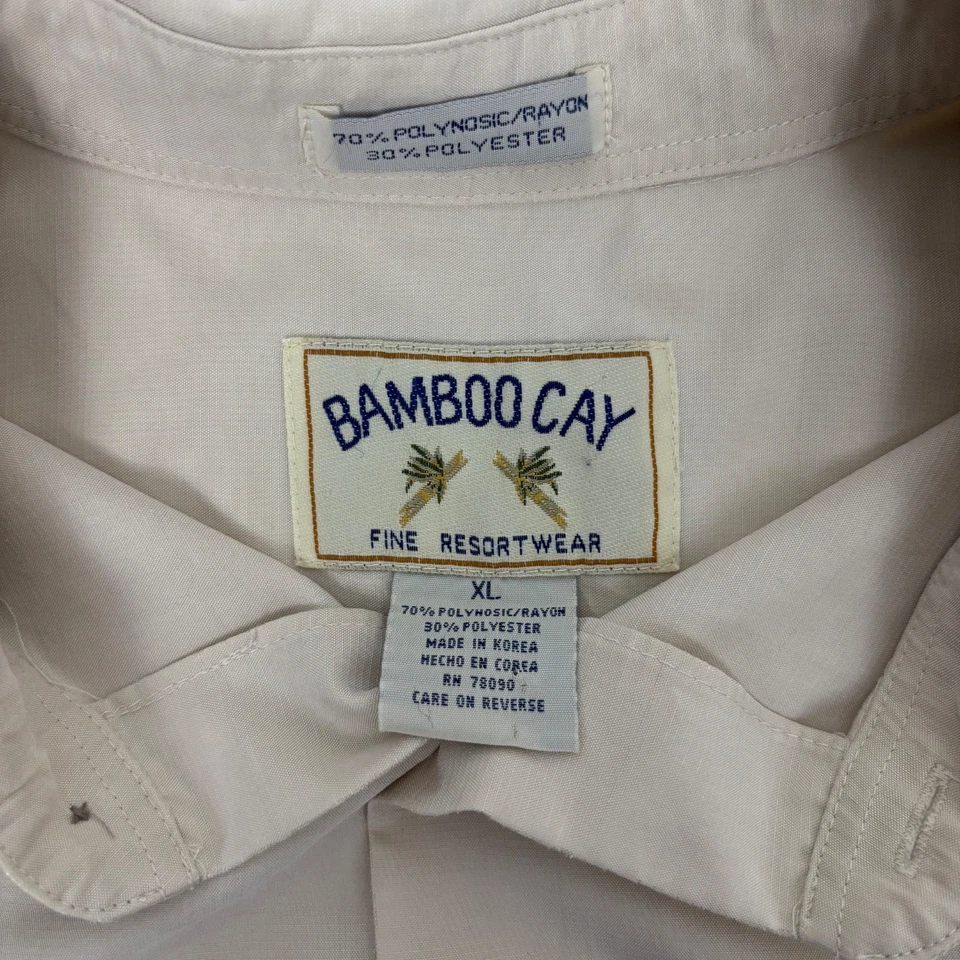 70% POLYNOSIC/RAYON
30% POLYESTER
BAMBOO CAY
FINE RESORTWEAR
XL
70% POLYNOSIC/RAYON
30% POLYESTER
MADE IN KOREA
HECHO EN COREA
RN 78090
CARE ON REVERSE